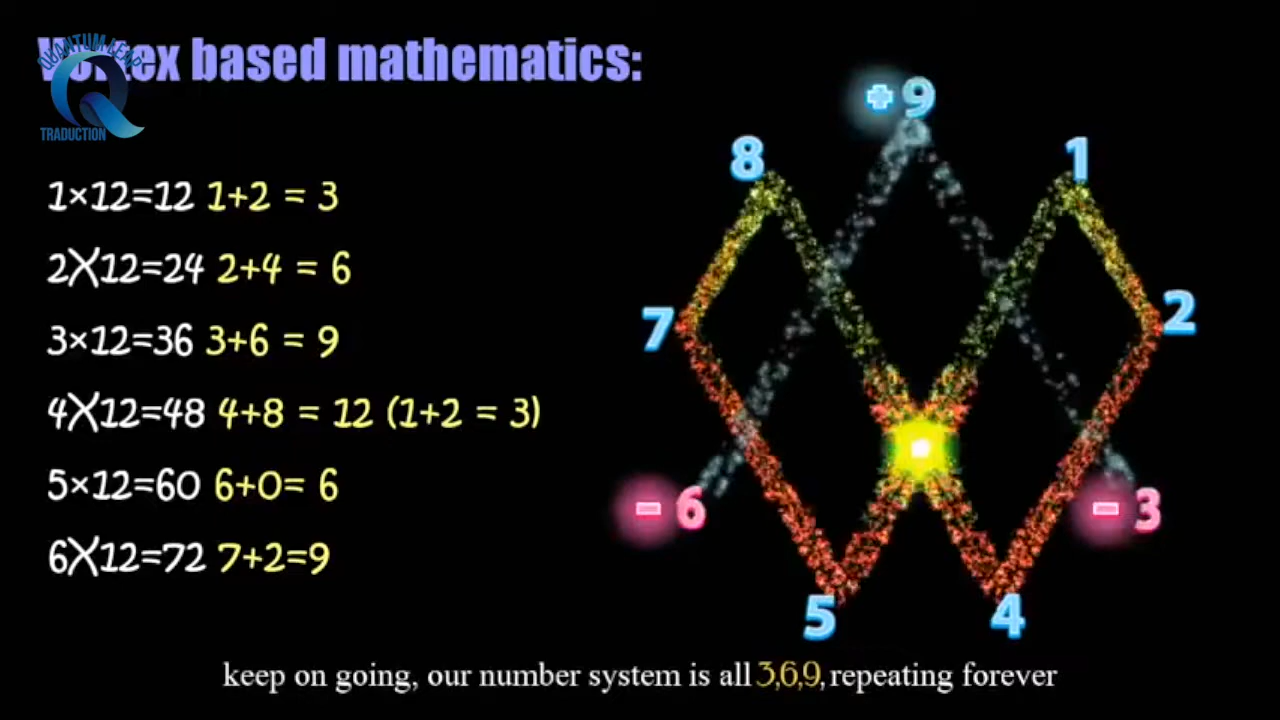 Vortex based mathematics:
QUANTUM LEAP
TRADUCTION
1×12=12 1+2 = 3
2X12=24 2+4 = 6
3×12=36 3+6 = 9
4X12=48 4+8 = 12 (1+2 = 3)
5×12=60 6+0= 6
6X12=72 7+2=9
+9
8
1
7
2
- 6
- 3
5
4
keep on going, our number system is all 3,6,9, repeating forever